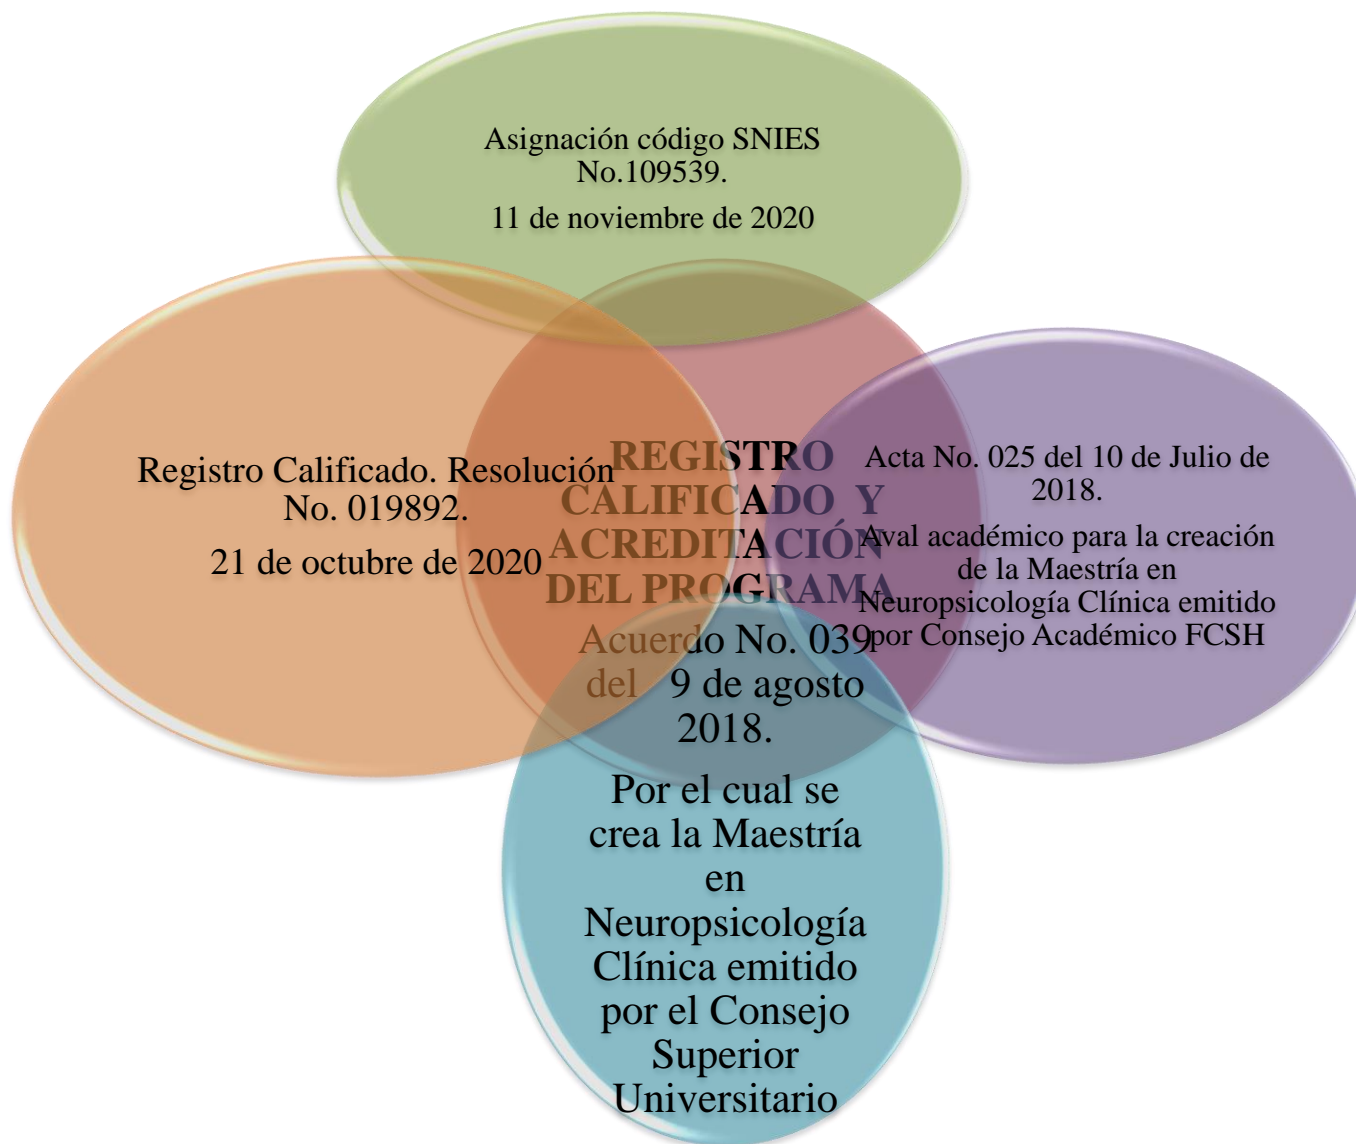 Asignación código SNIES
No.109539.
11 de noviembre de 2020
Registro Calificado. Resolución
No. 019892.
21 de octubre de 2020
REGISTRO
CALIFICADO Y
ACREDITACIÓN
DEL PROGRAMA
Acta No. 025 del 10 de Julio de
2018.
Aval académico para la creación
de la Maestría en
Neuropsicología Clínica emitido
por Consejo Académico FCSH
Acuerdo No. 039
del 9 de agosto
2018.
Por el cual se
crea la Maestría
en
Neuropsicología
Clínica emitido
por el Consejo
Superior
Universitario